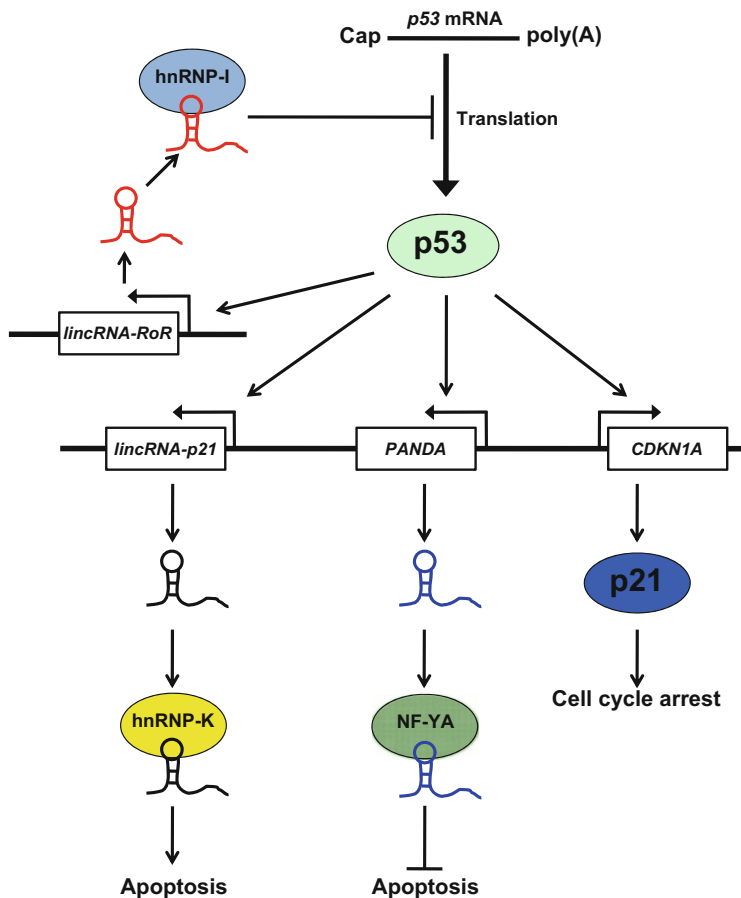 p53 mRNA
Cap poly(A)
hnRNP-I
Translation
p53
lincRNA-RoR
lincRNA-p21 PANDA CDKN1A
p21
Cell cycle arrest
hnRNP-K NF-YA
Apoptosis Apoptosis